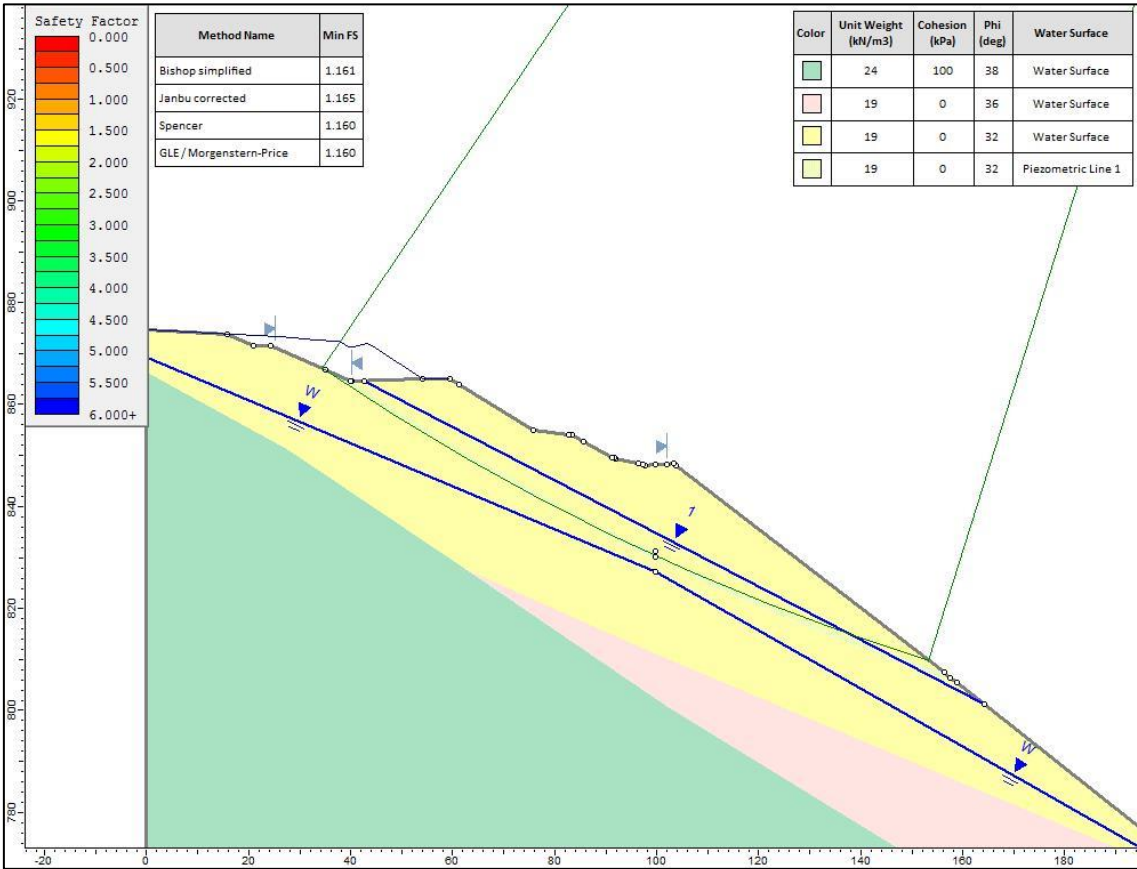 Safety Factor
0.000
0.500
1.000
1.500
2.000
2.500
3.000
3.500
4.000
4.500
5.000
5.500
6.000+
Method Name Min FS
Bishop simplified 1.161
Janbu corrected 1.165
Spencer 1.160
GLE / Morgenstern-Price 1.160
Color Unit Weight (kN/m3) Cohesion (kPa) Phi (deg) Water Surface
24 100 38 Water Surface
19 0 36 Water Surface
19 0 32 Water Surface
19 0 32 Piezometric Line 1
920
900
880
860
840
820
800
780
W
1
W
-20 0 20 40 60 80 100 120 140 160 180